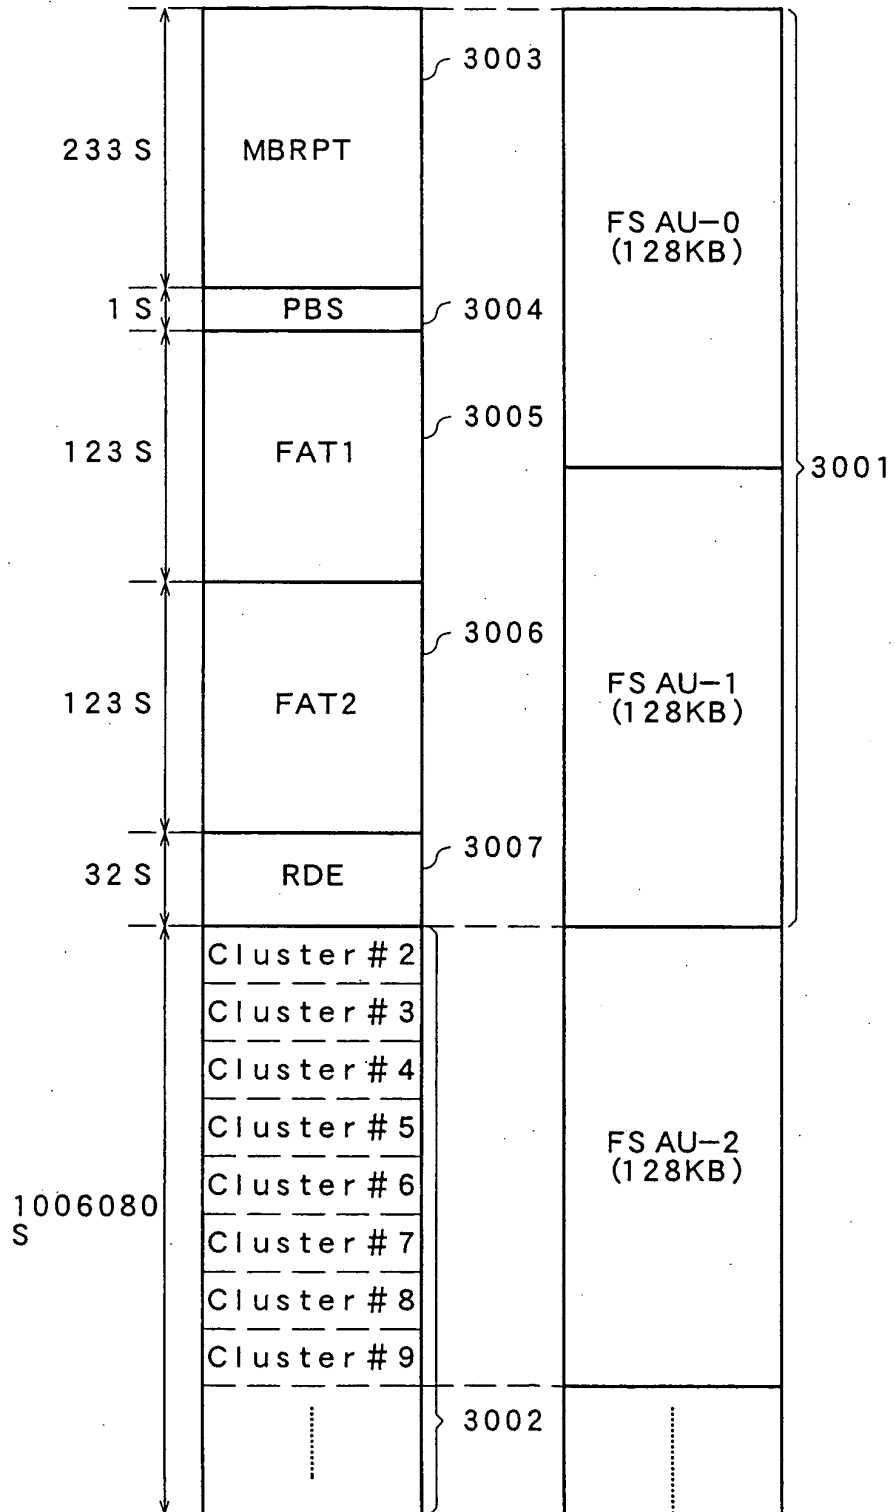 3003
233 S
MBRPT
FS AU-0
(128KB)
1 S
PBS
3004
3005
123 S
FAT1
3001
3006
123 S
FAT2
FS AU-1
(128KB)
3007
32 S
RDE
Cluster#2
Cluster#3
Cluster#4
Cluster#5
FS AU-2
(128KB)
Cluster#6
1006080
S
Cluster#7
Cluster#8
Cluster#9
3002